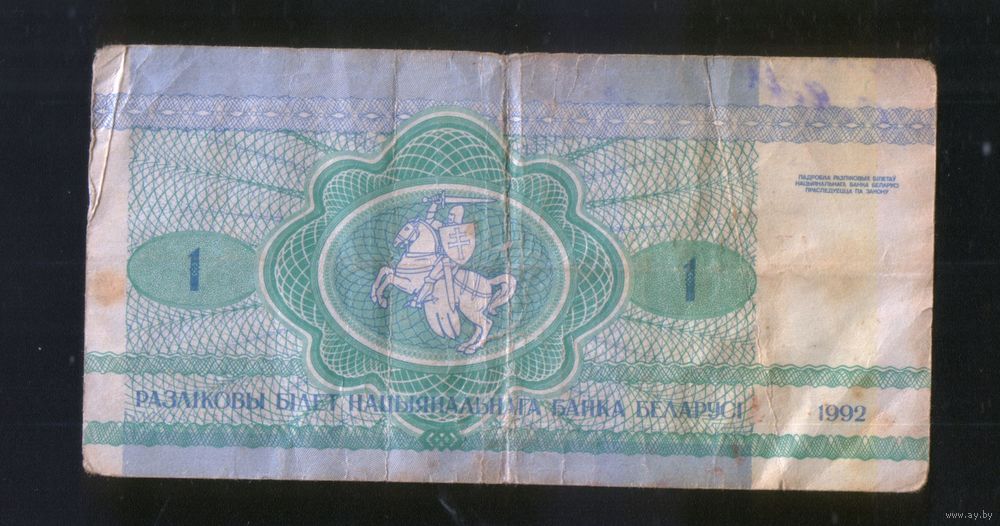 ПАДРОБКА РАЗЛІКОВЫХ БІЛЕТАЎ
НАЦЫЯНАЛЬНАГА БАНКА БЕЛАРУСІ
ПРАСЛЕДУЕЦЦА ПА ЗАКОНУ
1
1
РАЗЛІКОВЫ БІЛЕТ НАЦЫЯНАЛЬНАГА БАНКА БЕЛАРУСІ 1992
www.ay.by